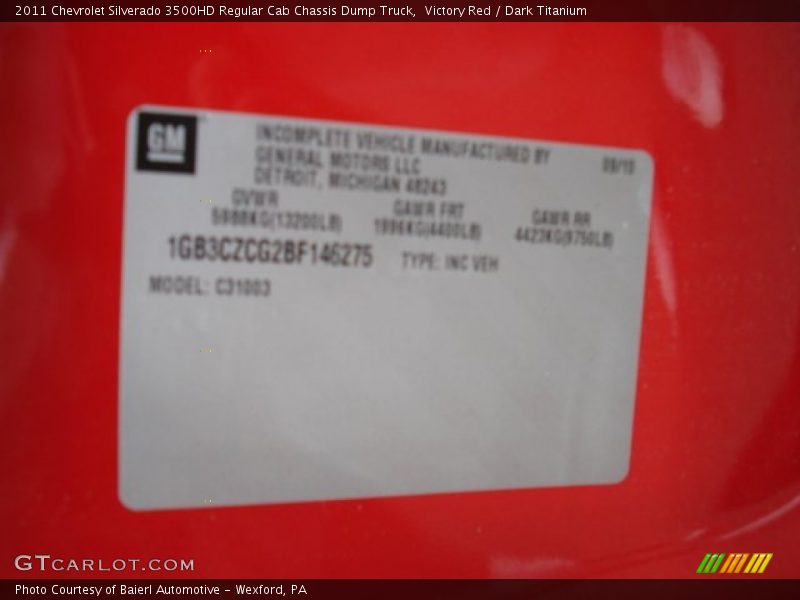 2011 Chevrolet Silverado 3500HD Regular Cab Chassis Dump Truck,  Victory Red / Dark Titanium
GM
INCOMPLETE VEHICLE MANUFACTURED BY
09/10
GENERAL MOTORS LLC
DETROIT, MICHIGAN 48243
GVWR GAWR FRT GAWR RR
5988KG(13200LB) 1996KG(4400LB) 4423KG(9750LB)
1GB3CZCG2BF146275 TYPE: INC VEH
MODEL: C31003
GTCARLOT.COM
Photo Courtesy of Baierl Automotive – Wexford, PA